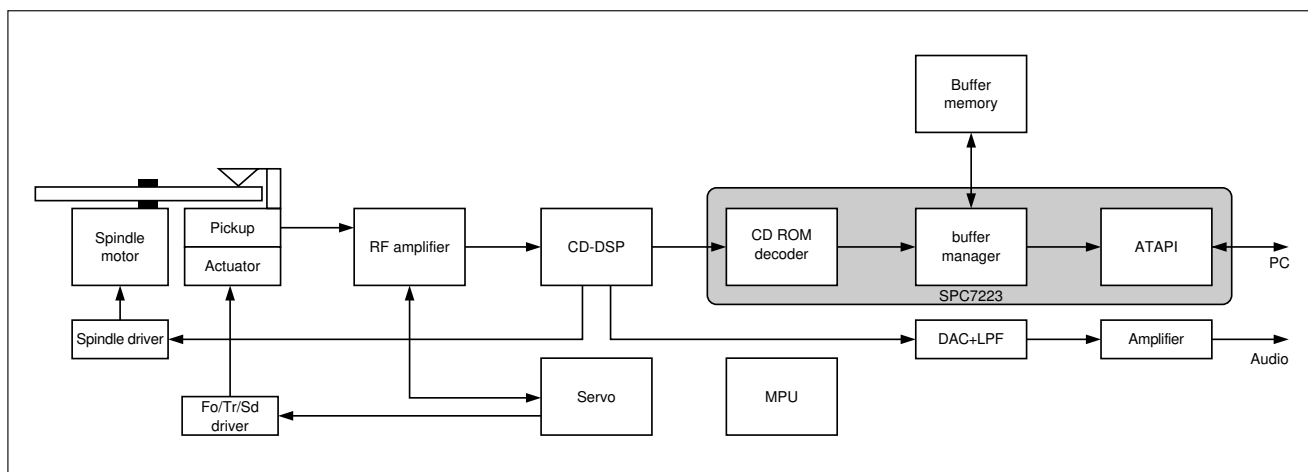 Buffer
memory
Spindle
motor
Pickup
Actuator
RF amplifier
CD-DSP
CD ROM
decoder
buffer
manager
ATAPI
PC
SPC7223
Spindle driver
DAC+LPF
Amplifier
Audio
Fo/Tr/Sd
driver
Servo
MPU